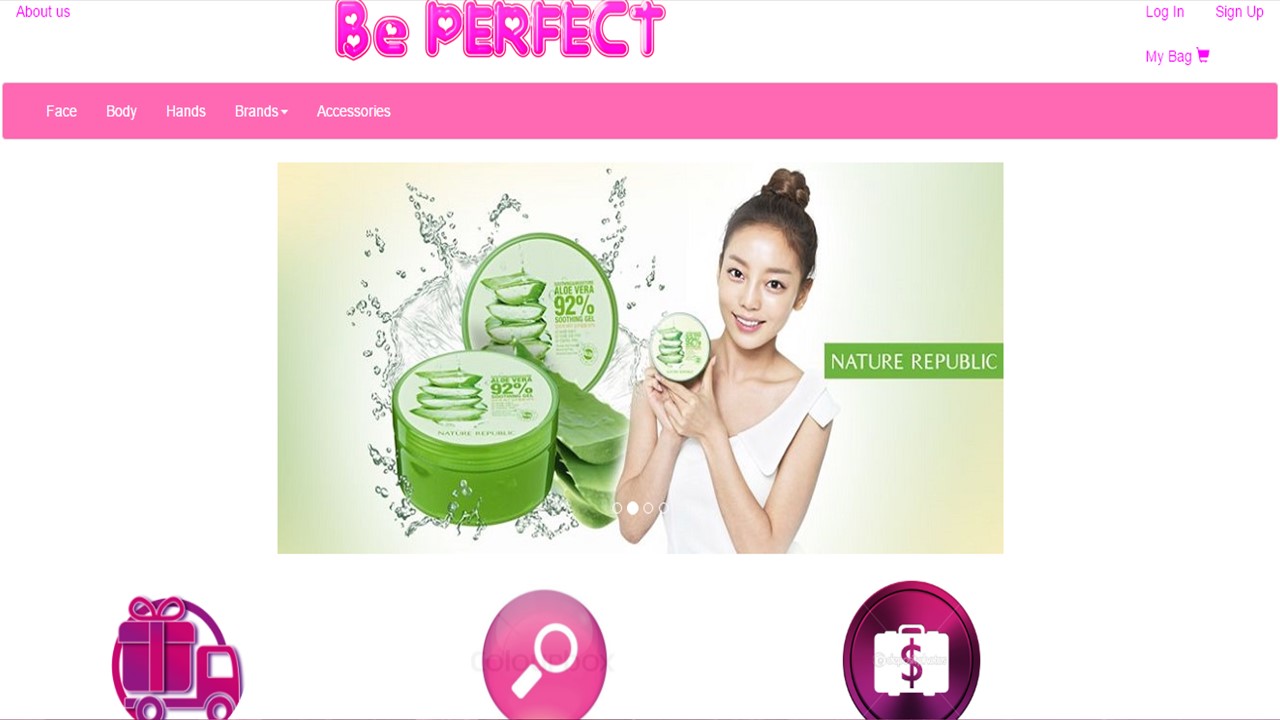 About us
Be PERFECT
Log In
Sign Up
My Bag
Face
Body
Hands
Brands
Accessories
ALOE VERA
92%
SOOTHING GEL
ALOE VERA
92%
SOOTHING GEL
NATURE REPUBLIC
92%
NATURE REPUBLIC
$